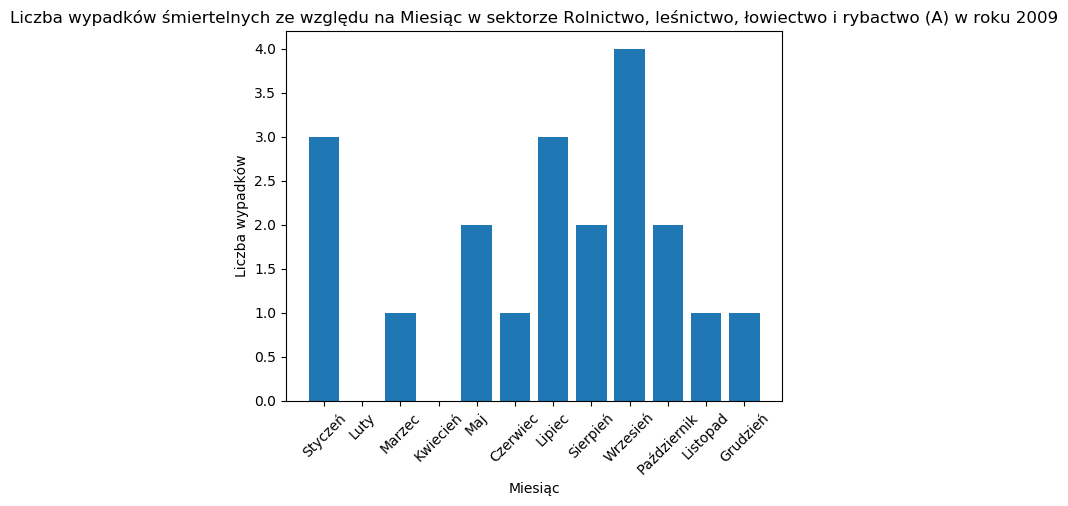 Liczba wypadków śmiertelnych ze względu na Miesiąc w sektorze Rolnictwo, leśnictwo, łowiectwo i rybactwo (A) w roku 2009
4.0
3.5
3.0
2.5
2.0
1.5
1.0
0.5
0.0
Liczba wypadków
Styczeń
Luty
Marzec
Kwiecień
Maj
Czerwiec
Lipiec
Sierpień
Wrzesień
Październik
Listopad
Grudzień
Miesiąc